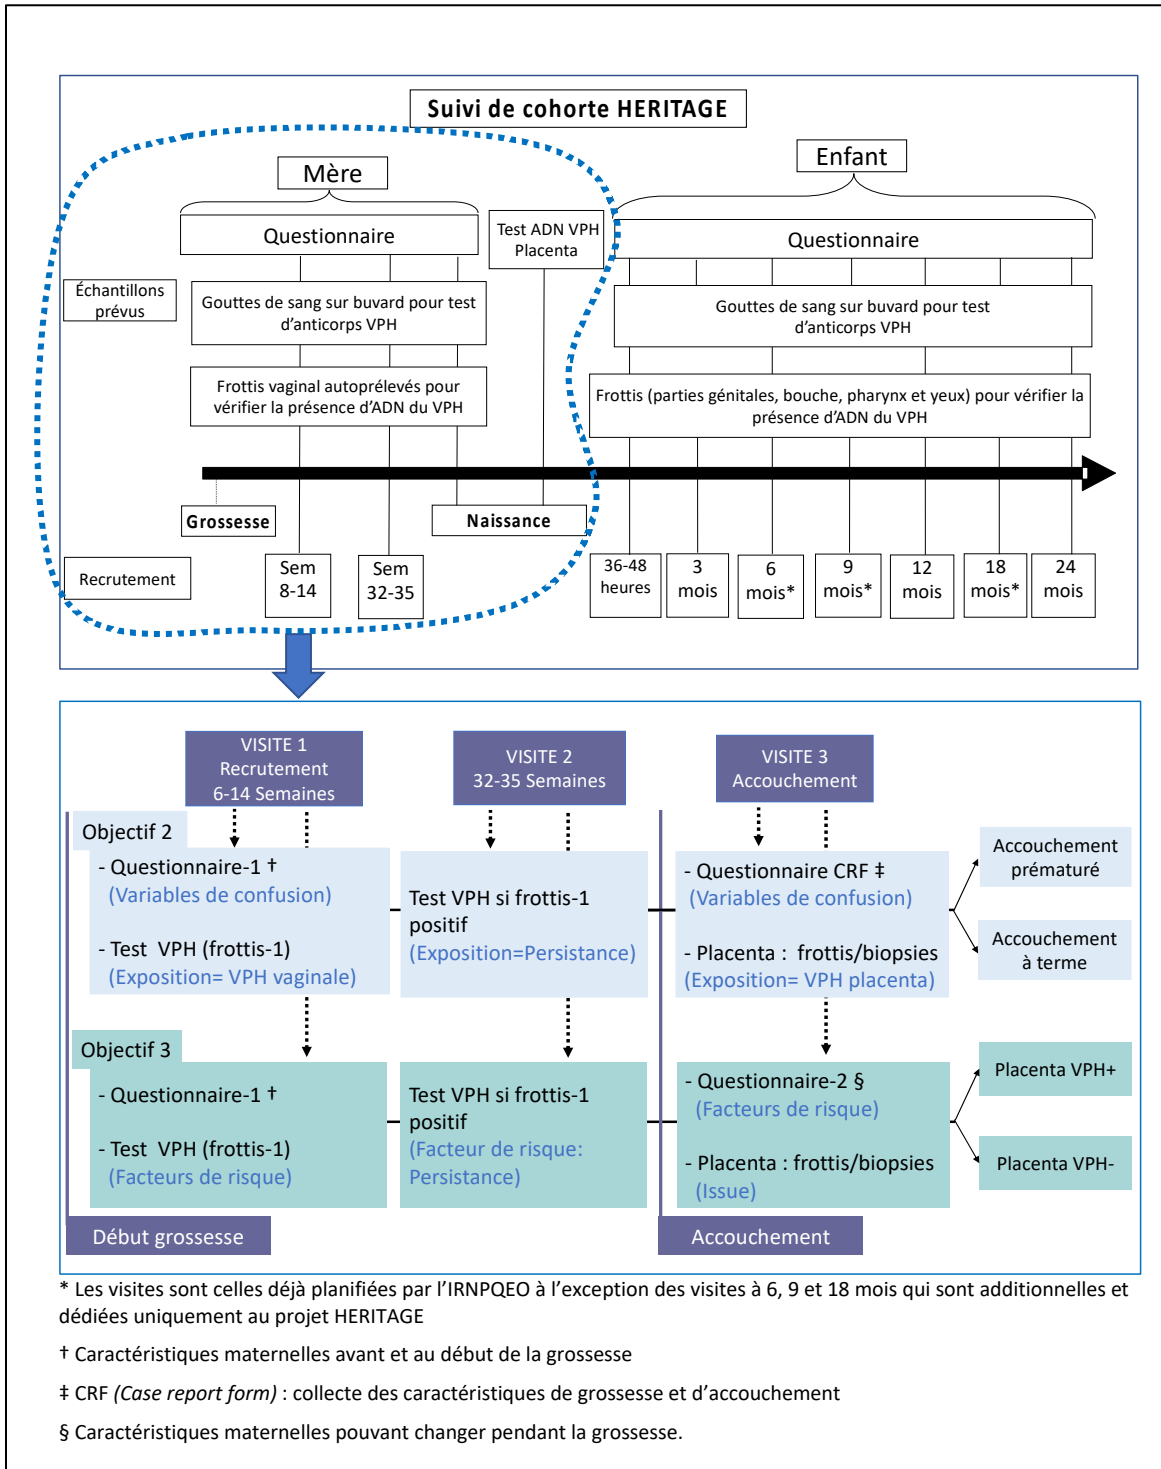 Suivi de cohorte HERITAGE
Mère
Enfant
Questionnaire
Test ADN VPH
Placenta
Questionnaire
Échantillons
prévus
Gouttes de sang sur buvard pour test
d'anticorps VPH
Gouttes de sang sur buvard pour test
d'anticorps VPH
Frottis vaginal autoprélevés pour
vérifier la présence d'ADN du VPH
Frottis (parties génitales, bouche, pharynx et yeux) pour vérifier la
présence d'ADN du VPH
Grossesse
Naissance
Recrutement
Sem
8-14
Sem
32-35
36-48
heures
3
mois
6
mois*
9
mois*
12
mois
18
mois*
24
mois
VISITE 1
Recrutement
6-14 Semaines
VISITE 2
32-35 Semaines
VISITE 3
Accouchement
Objectif 2
- Questionnaire-1 †
(Variables de confusion)
- Test VPH (frottis-1)
(Exposition= VPH vaginale)
Test VPH si frottis-1
positif
(Exposition=Persistance)
- Questionnaire CRF ‡
(Variables de confusion)
- Placenta : frottis/biopsies
(Exposition= VPH placenta)
Accouchement
prématuré
Accouchement
à terme
Objectif 3
- Questionnaire-1 †
- Test VPH (frottis-1)
(Facteurs de risque)
Test VPH si frottis-1
positif
(Facteur de risque:
Persistance)
- Questionnaire-2 §
(Facteurs de risque)
- Placenta : frottis/biopsies
(Issue)
Placenta VPH+
Placenta VPH-
Début grossesse
Accouchement
* Les visites sont celles déjà planifiées par l'IRNPQEO à l'exception des visites à 6, 9 et 18 mois qui sont additionnelles et
dédiées uniquement au projet HERITAGE
† Caractéristiques maternelles avant et au début de la grossesse
‡ CRF (Case report form) : collecte des caractéristiques de grossesse et d'accouchement
§ Caractéristiques maternelles pouvant changer pendant la grossesse.